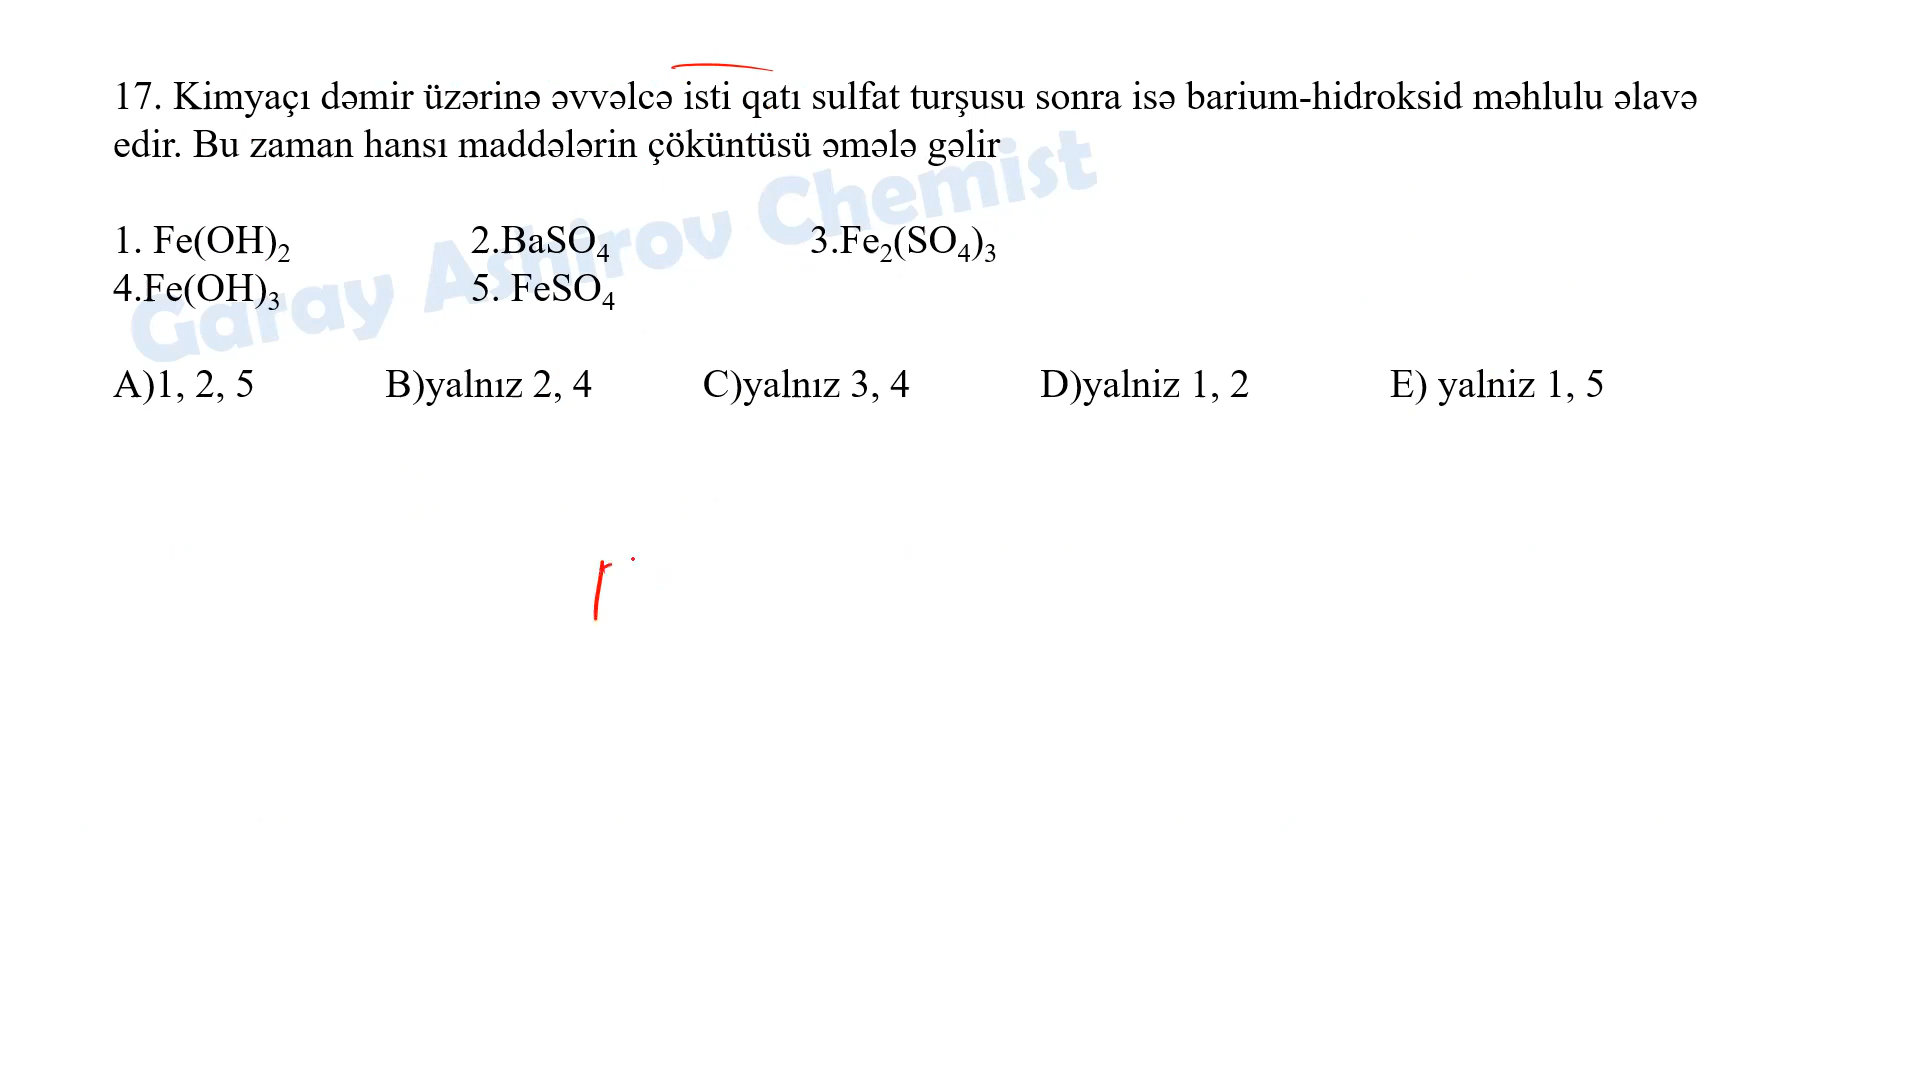 17. Kimyaçı dəmir üzərinə əvvəlcə isti qatı sulfat turşusu sonra isə barium-hidroksid məhlulu əlavə
edir. Bu zaman hansı maddələrin çöküntüsü əmələ gəlir
1. Fe(OH)₂ 2.BaSO₄ 3.Fe₂(SO₄)₃
4.Fe(OH)₃ 5. FeSO₄
Garay Ashirov Chemist
A)1, 2, 5 B)yalnız 2, 4 C)yalnız 3, 4 D)yalniz 1, 2 E) yalniz 1, 5